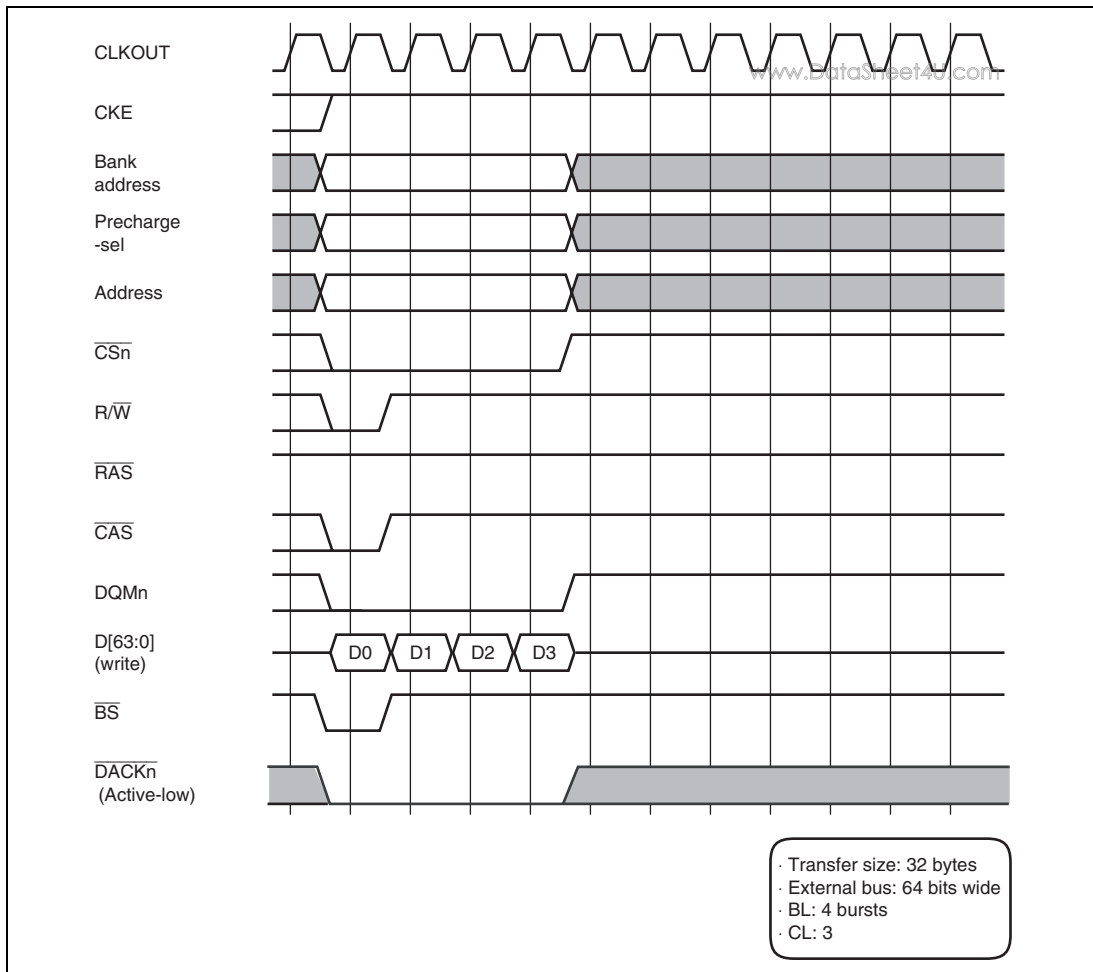 CLKOUT
www.DataSheet4U.com
CKE
Bank
address
Precharge
-sel
Address
CSn
R/W
RAS
CAS
DQMn
D[63:0]
(write)
D0 D1 D2 D3
BS
DACKn
(Active-low)
· Transfer size: 32 bytes
· External bus: 64 bits wide
· BL: 4 bursts
· CL: 3